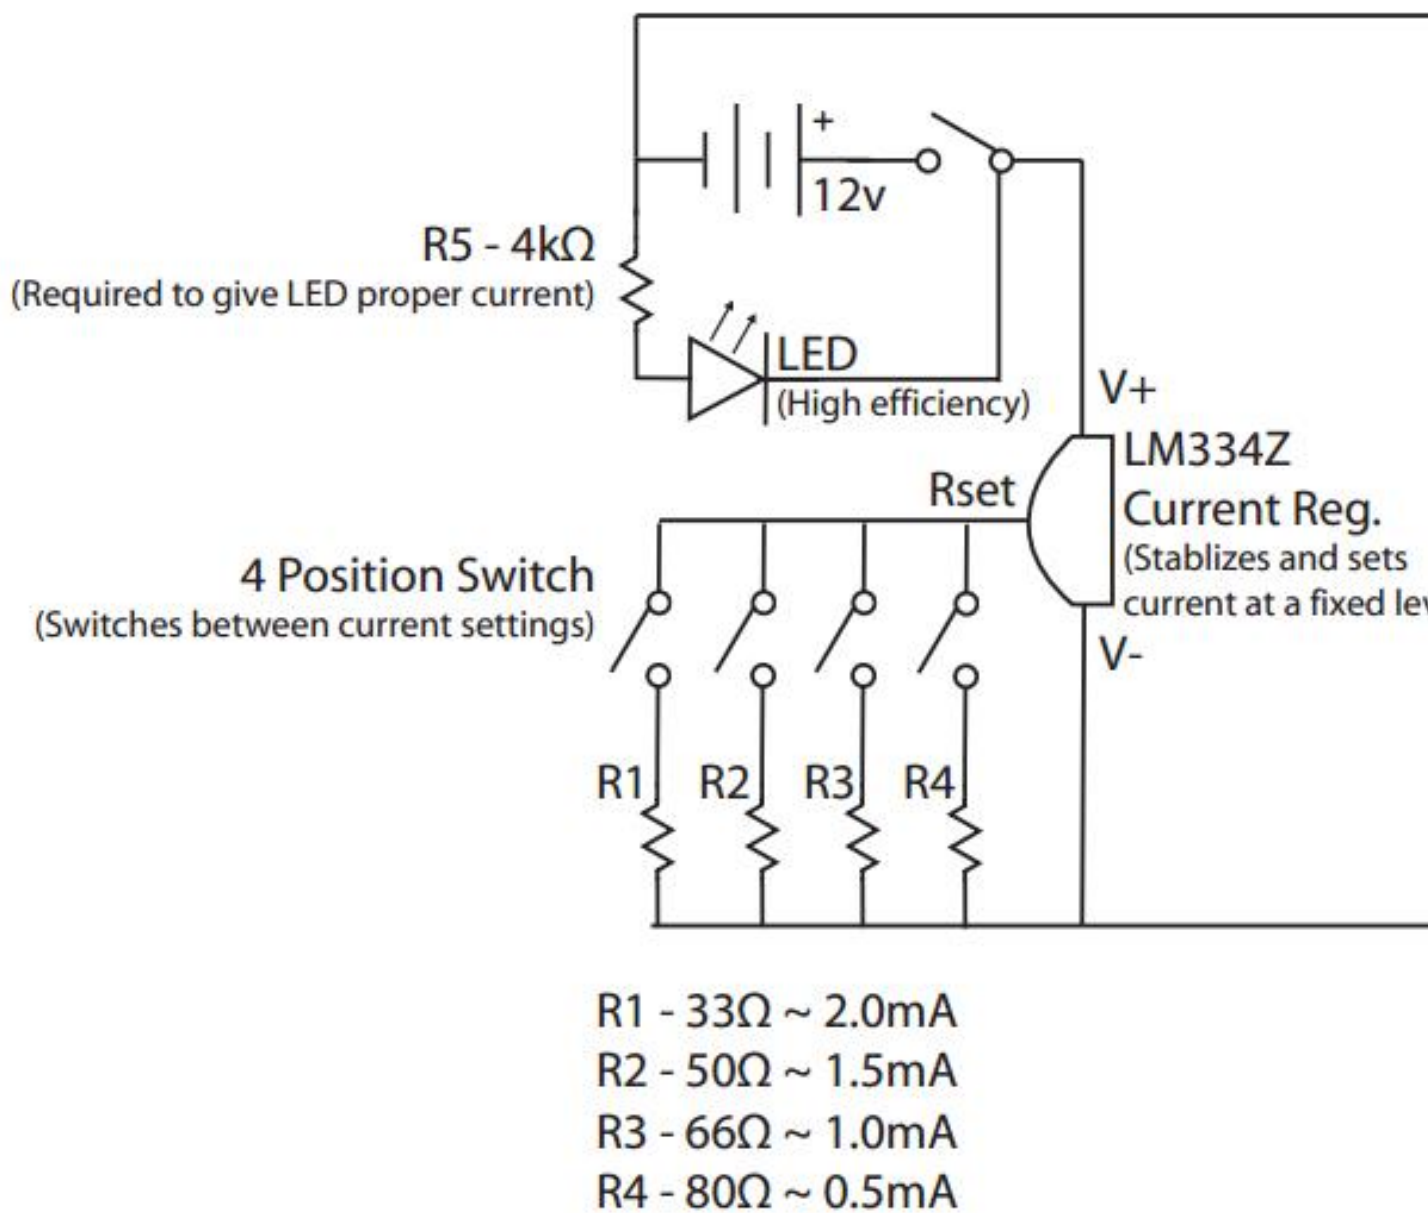 +
12v
R5 - 4kΩ
(Required to give LED proper current)
LED
(High efficiency)
V+
LM334Z
Rset
Current Reg.
(Stablizes and sets
current at a fixed lev
4 Position Switch
(Switches between current settings)
V-
R1 R2 R3 R4
R1 - 33Ω ~ 2.0mA
R2 - 50Ω ~ 1.5mA
R3 - 66Ω ~ 1.0mA
R4 - 80Ω ~ 0.5mA